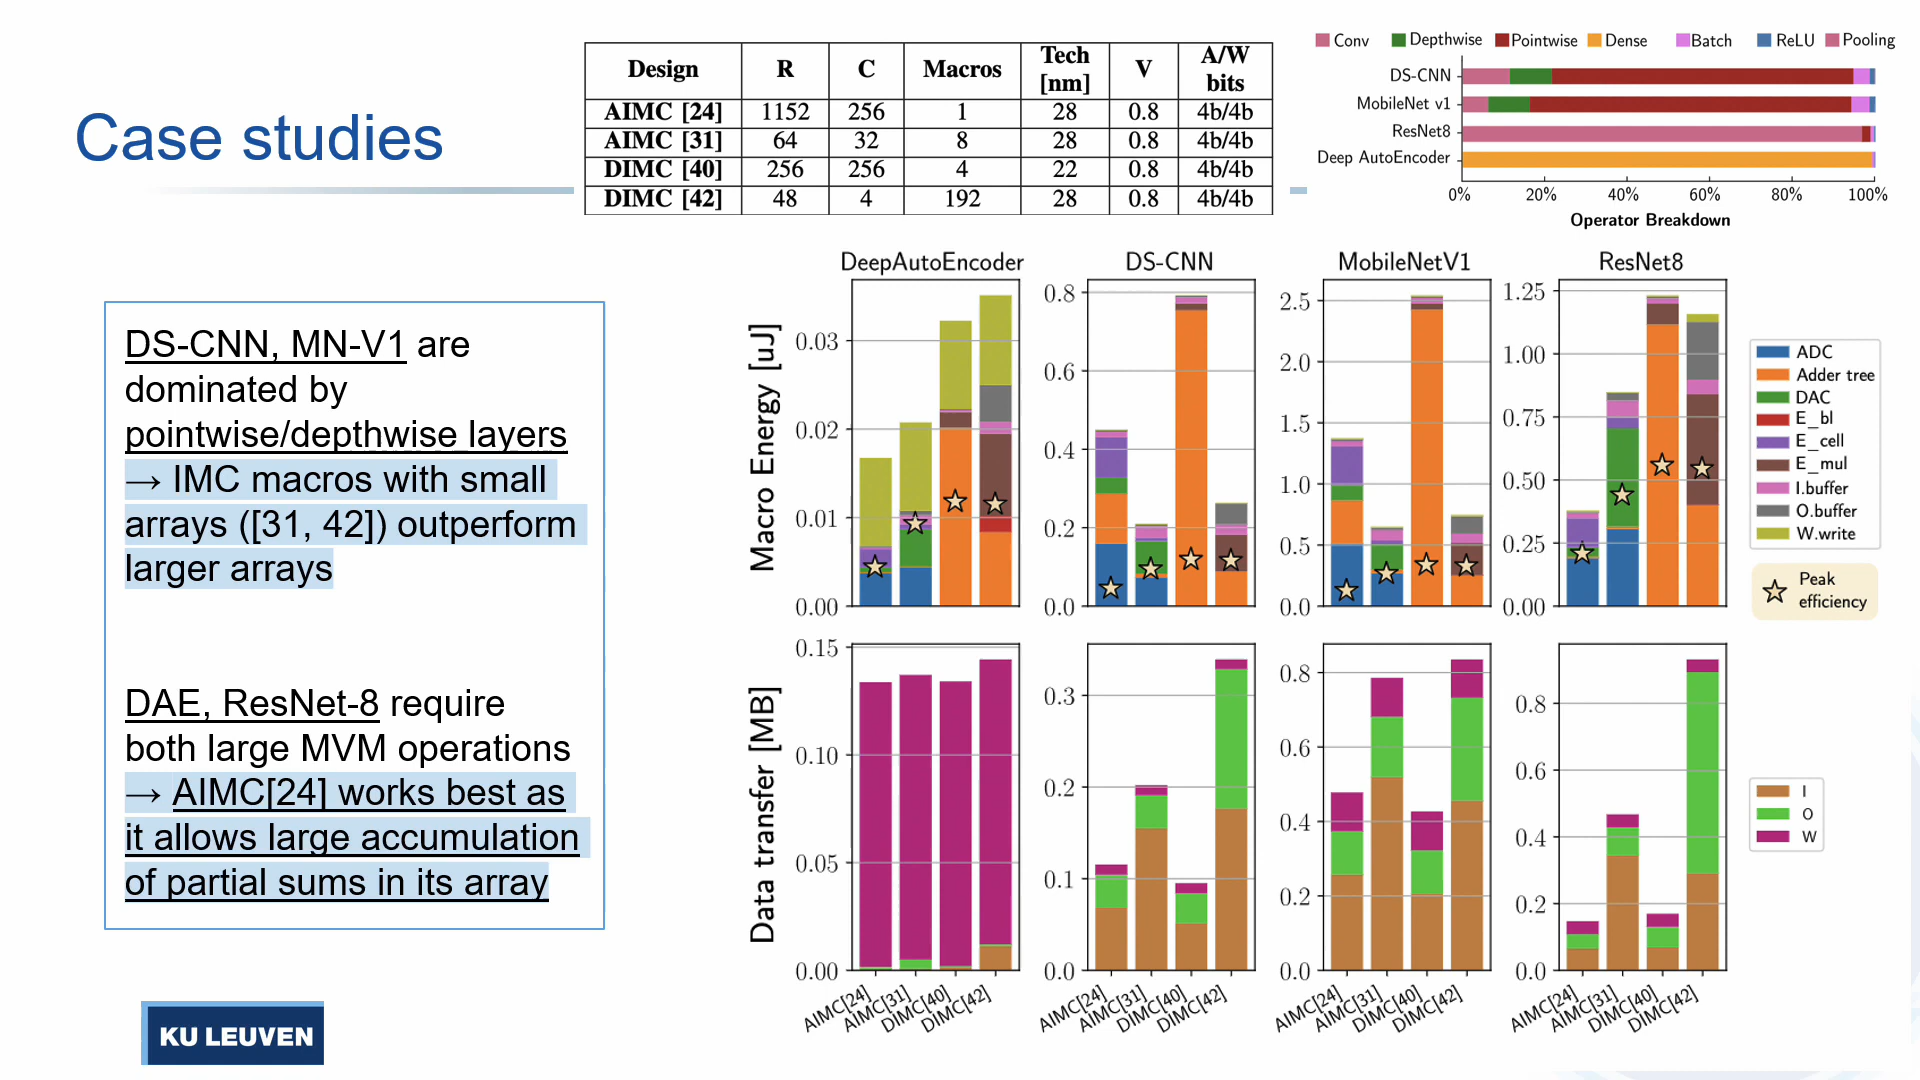 Case studies
Design R C Macros Tech [nm] V A/W bits
AIMC [24] 1152 256 1 28 0.8 4b/4b
AIMC [31] 64 32 8 28 0.8 4b/4b
DIMC [40] 256 256 4 22 0.8 4b/4b
DIMC [42] 48 4 192 28 0.8 4b/4b
Conv Depthwise Pointwise Dense Batch ReLU Pooling
DS-CNN
MobileNet v1
ResNet8
Deep AutoEncoder
0% 20% 40% 60% 80% 100%
Operator Breakdown
DS-CNN, MN-V1 are
dominated by
pointwise/depthwise layers
→ IMC macros with small
arrays ([31, 42]) outperform
larger arrays
DAE, ResNet-8 require
both large MVM operations
→ AIMC[24] works best as
it allows large accumulation
of partial sums in its array
KU LEUVEN
Macro Energy [uJ]
DeepAutoEncoder
0.03
0.02
0.01
0.00
DS-CNN
0.8
0.6
0.4
0.2
0.0
MobileNetV1
2.5
2.0
1.5
1.0
0.5
0.0
ResNet8
1.25
1.00
0.75
0.50
0.25
0.00
ADC
Adder tree
DAC
E_bl
E_cell
E_mul
I.buffer
O.buffer
W.write
Peak
efficiency
Data transfer [MB]
0.15
0.10
0.05
0.00
AIMC[24] AIMC[31] DIMC[40] DIMC[42]
0.3
0.2
0.1
0.0
AIMC[24] AIMC[31] DIMC[40] DIMC[42]
0.8
0.6
0.4
0.2
0.0
AIMC[24] AIMC[31] DIMC[40] DIMC[42]
0.8
0.6
0.4
0.2
0.0
AIMC[24] AIMC[31] DIMC[40] DIMC[42]
I
O
W